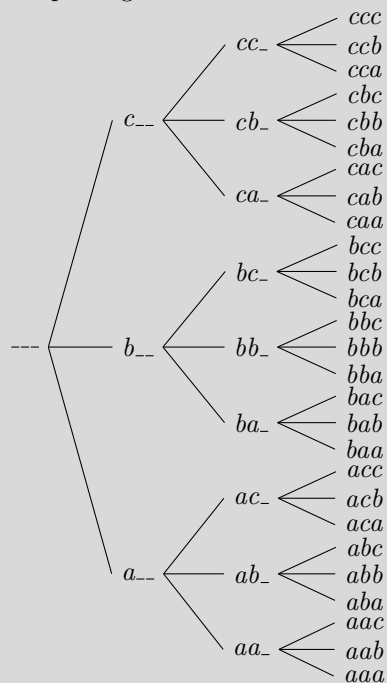 ccc
cc_ ccb
cca
cbc
c__ cb_ cbb
cba
cac
ca_ cab
caa
bcc
bc_ bcb
bca
bbc
___ b__ bb_ bbb
bba
bac
ba_ bab
baa
acc
ac_ acb
aca
abc
a__ ab_ abb
aba
aac
aa_ aab
aaa